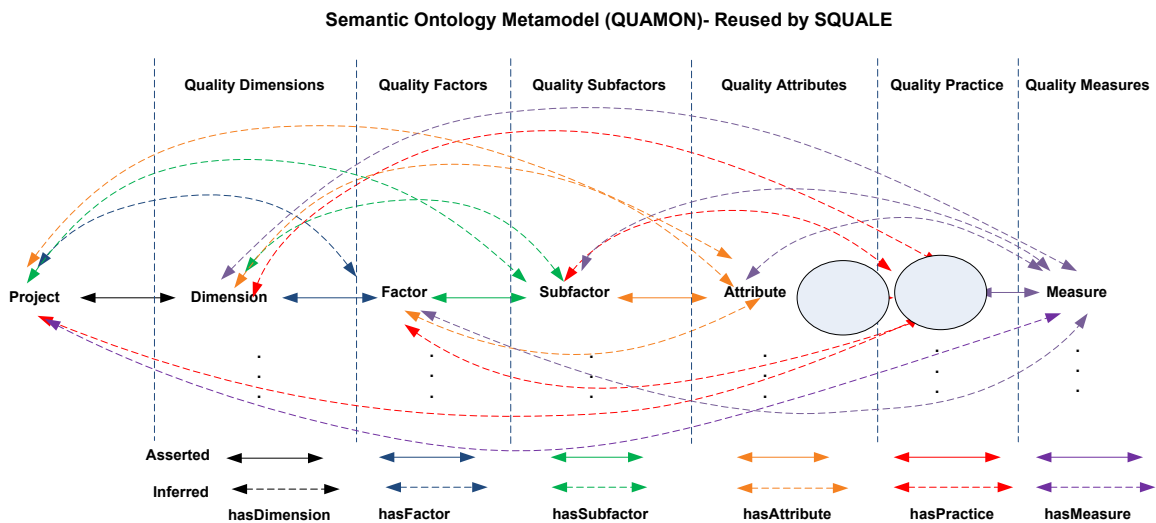 Semantic Ontology Metamodel (QUAMON)- Reused by SQUALE
Quality Dimensions Quality Factors Quality Subfactors Quality Attributes Quality Practice Quality Measures
Project Dimension Factor Subfactor Attribute Measure
Asserted
Inferred
hasDimension hasFactor hasSubfactor hasAttribute hasPractice hasMeasure